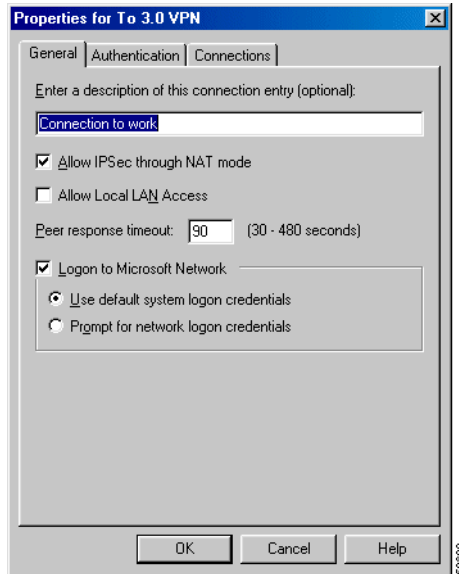 Properties for To 3.0 VPN
General Authentication Connections
Enter a description of this connection entry (optional):
Connection to work
Allow IPSec through NAT mode
Allow Local LAN Access
Peer response timeout: 90 (30 - 480 seconds)
Logon to Microsoft Network
Use default system logon credentials
Prompt for network logon credentials
OK Cancel Help